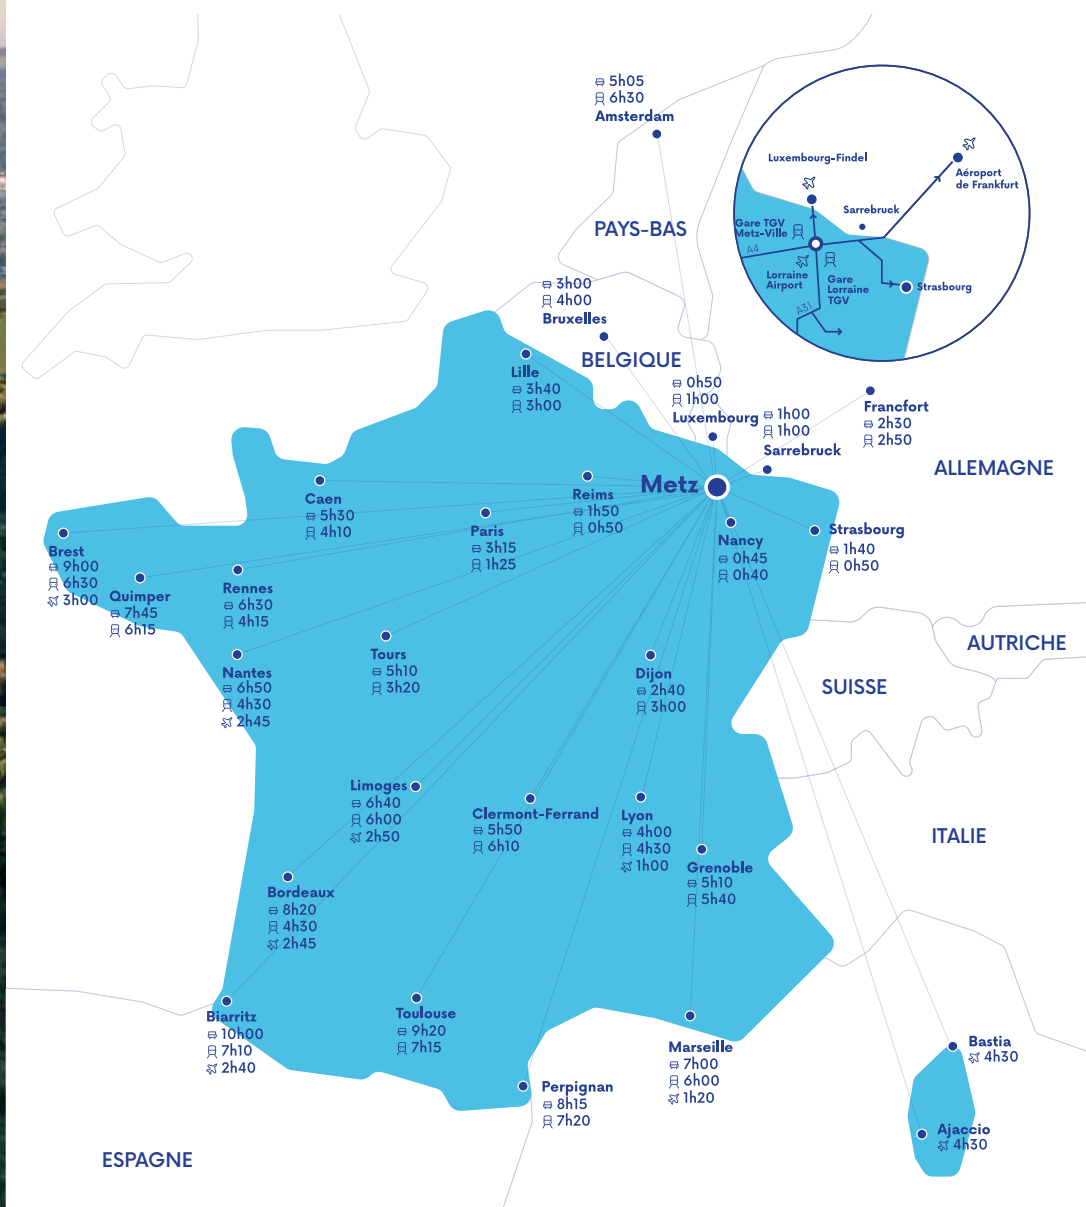 5h05
6h30
Amsterdam
PAYS-BAS
Luxembourg-Findel
Aéroport
de Frankfurt
Sarrebruck
Gare TGV
Metz-Ville
A4
Lorraine
Airport
Gare
Lorraine
TGV
Strasbourg
A31
3h00
4h00
Bruxelles
BELGIQUE
Lille
3h40
3h00
0h50
1h00
Luxembourg
1h00
1h00
Sarrebruck
Francfort
2h30
2h50
ALLEMAGNE
Metz
Caen
5h30
4h10
Reims
1h50
0h50
Paris
3h15
1h25
Nancy
0h45
0h40
Strasbourg
1h40
0h50
Brest
9h00
6h30
3h00
Quimper
7h45
6h15
Rennes
6h30
4h15
Nantes
6h50
4h30
2h45
Tours
5h10
3h20
Dijon
2h40
3h00
AUTRICHE
SUISSE
Limoges
6h40
6h00
2h50
Clermont-Ferrand
5h50
6h10
Lyon
4h00
4h30
1h00
Grenoble
5h10
5h40
ITALIE
Bordeaux
8h20
4h30
2h45
Biarritz
10h00
7h10
2h40
Toulouse
9h20
7h15
Marseille
7h00
6h00
1h20
Perpignan
8h15
7h20
Bastia
4h30
Ajaccio
4h30
ESPAGNE